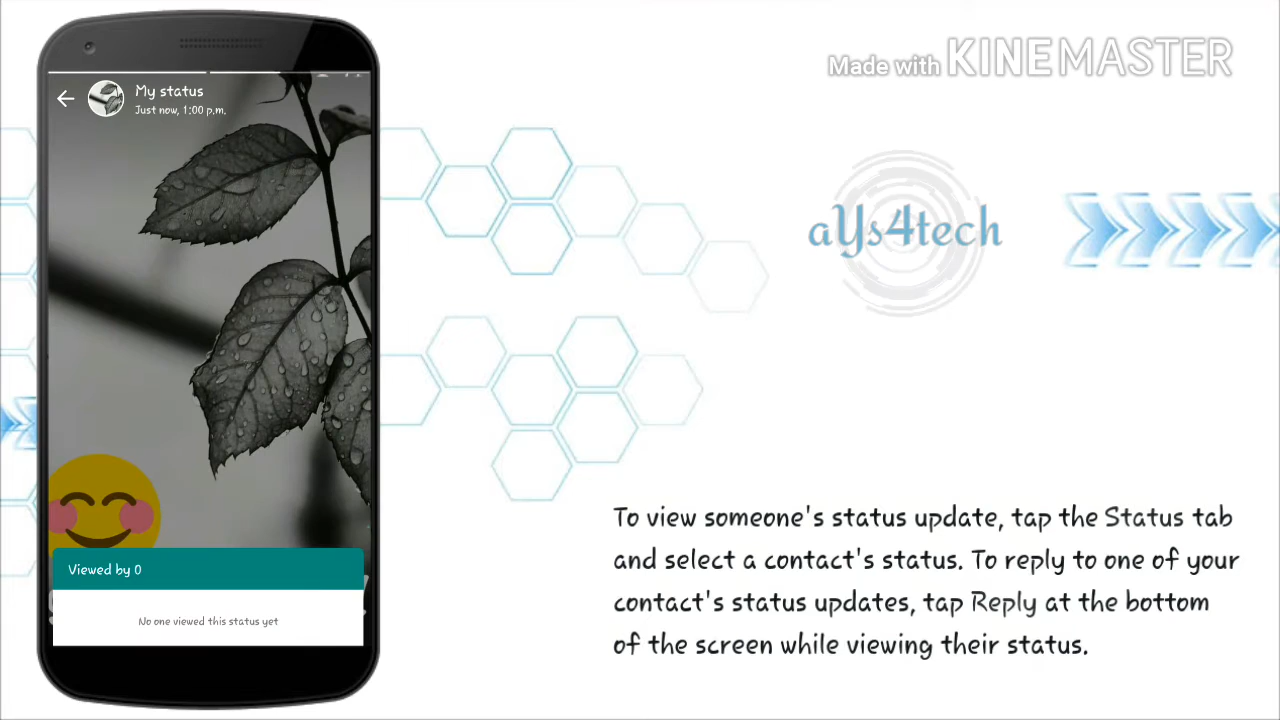 My status
Just now, 1:00 p.m.
Viewed by 0
No one viewed this status yet
Made with KINEMASTER
aYs4tech
To view someone's status update, tap the Status tab
and select a contact's status. To reply to one of your
contact's status updates, tap Reply at the bottom
of the screen while viewing their status.